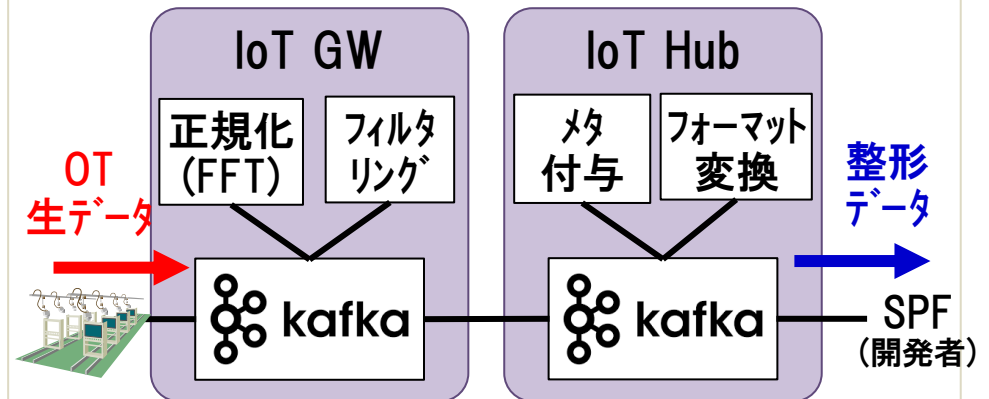 IoT GW
IoT Hub
正規化
(FFT)
フィルタ
リング
メタ
付与
フォーマット
変換
OT
生データ
整形
データ
kafka
kafka
SPF
(開発者)